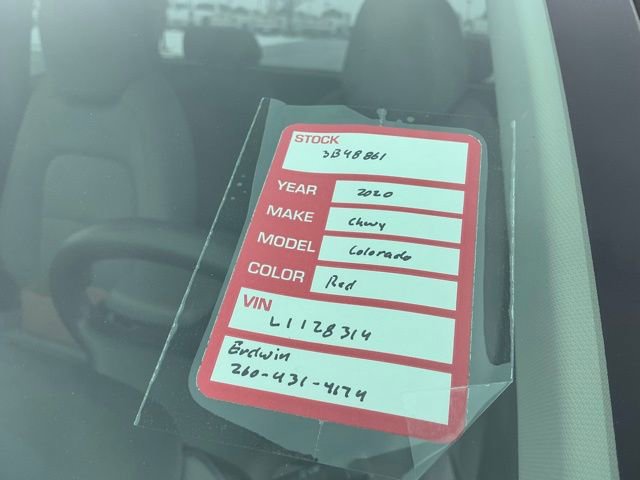 STOCK
3B48861
YEAR 2020
MAKE Chevy
MODEL Colorado
COLOR Red
VIN
L1128314
Erdwin
260-431-4174